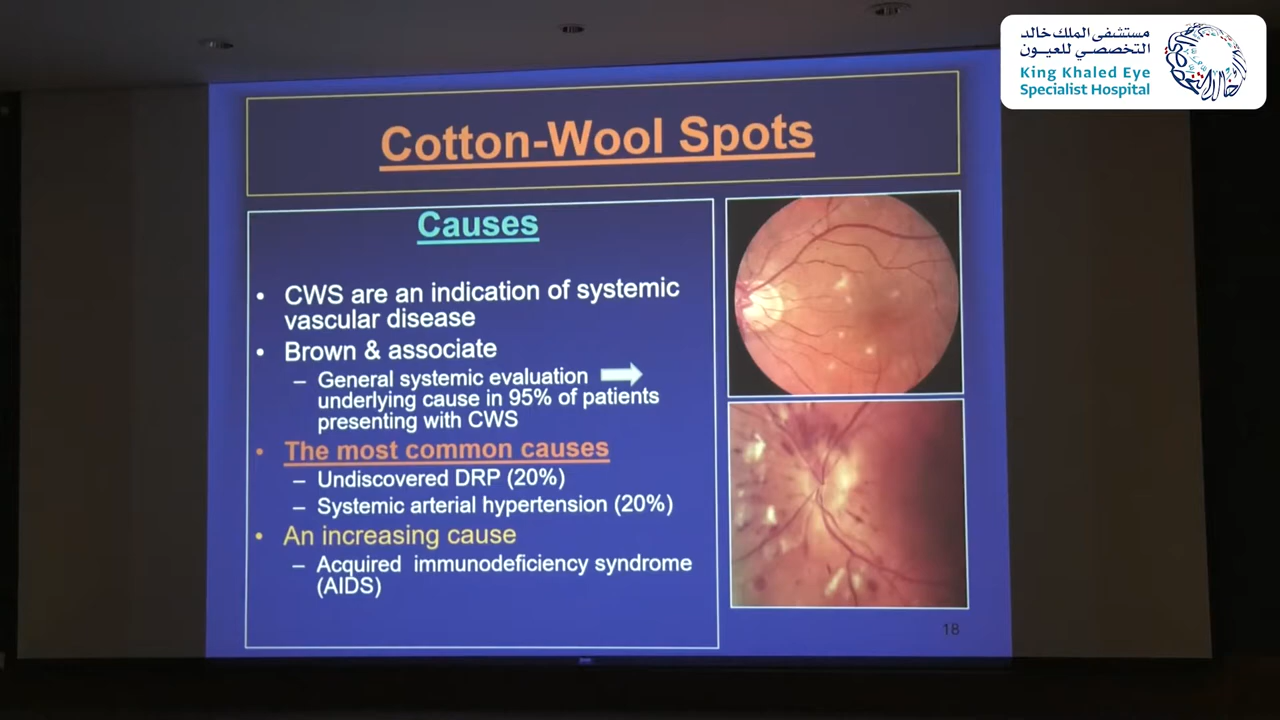 مستشفى الملك خالد
التخصصي للعيون
King Khaled Eye
Specialist Hospital
Cotton-Wool Spots
Causes
• CWS are an indication of systemic
vascular disease
• Brown & associate
– General systemic evaluation
underlying cause in 95% of patients
presenting with CWS
• The most common causes
– Undiscovered DRP (20%)
– Systemic arterial hypertension (20%)
• An increasing cause
– Acquired immunodeficiency syndrome
(AIDS)
18